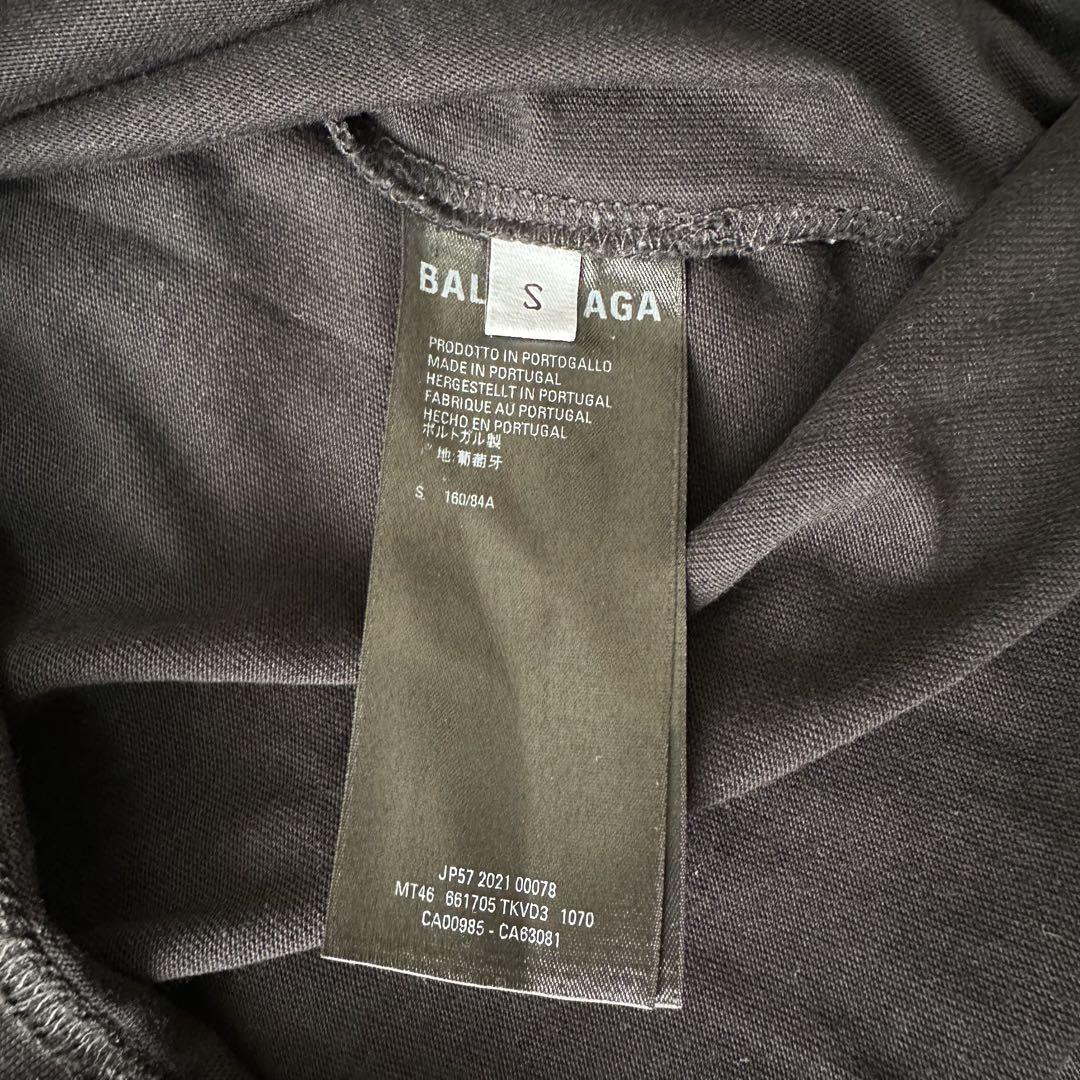 BAL S AGA
PRODOTTO IN PORTOGALLO
MADE IN PORTUGAL
HERGESTELLT IN PORTUGAL
FABRIQUE AU PORTUGAL
HECHO EN PORTUGAL
ポルトガル製
地:葡萄牙
S 160/84A
JP57 2021 00078
MT46 661705 TKVD3 1070
CA00985 - CA63081